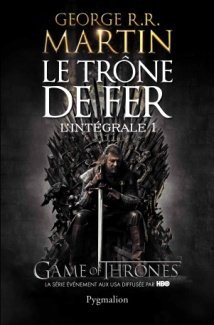 GEORGE R.R.
MARTIN
LE TRÔNE
DE FER
L'INTÉGRALE 1
GAME OF THRONES
LA SÉRIE ÉVÉNEMENT AUX USA DIFFUSÉE PAR HBO
Pygmalion